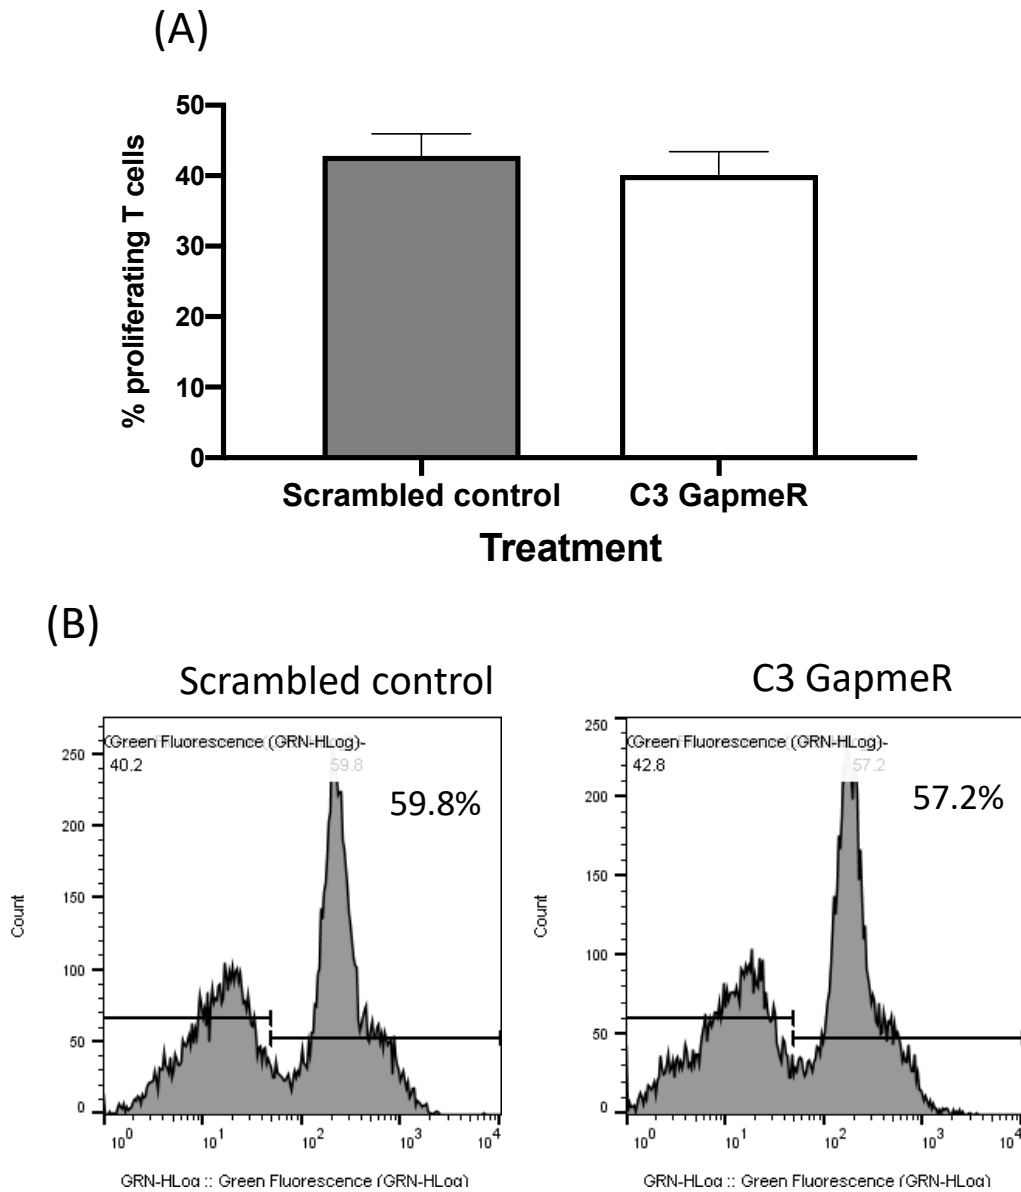 (A)
50
40
30
20
10
0
% proliferating T cells
Scrambled control
C3 GapmeR
Treatment
(B)
Scrambled control
C3 GapmeR
Green Fluorescence (GRN-HLog)-
40.2
59.8
59.8%
250
200
150
100
50
0
Count
10^0
10^1
10^2
10^3
10^4
GRN-HLog :: Green Fluorescence (GRN-HLog)
Green Fluorescence (GRN-HLog)-
42.8
57.2
57.2%
250
200
150
100
50
0
Count
10^0
10^1
10^2
10^3
10^4
GRN-HLog :: Green Fluorescence (GRN-HLog)